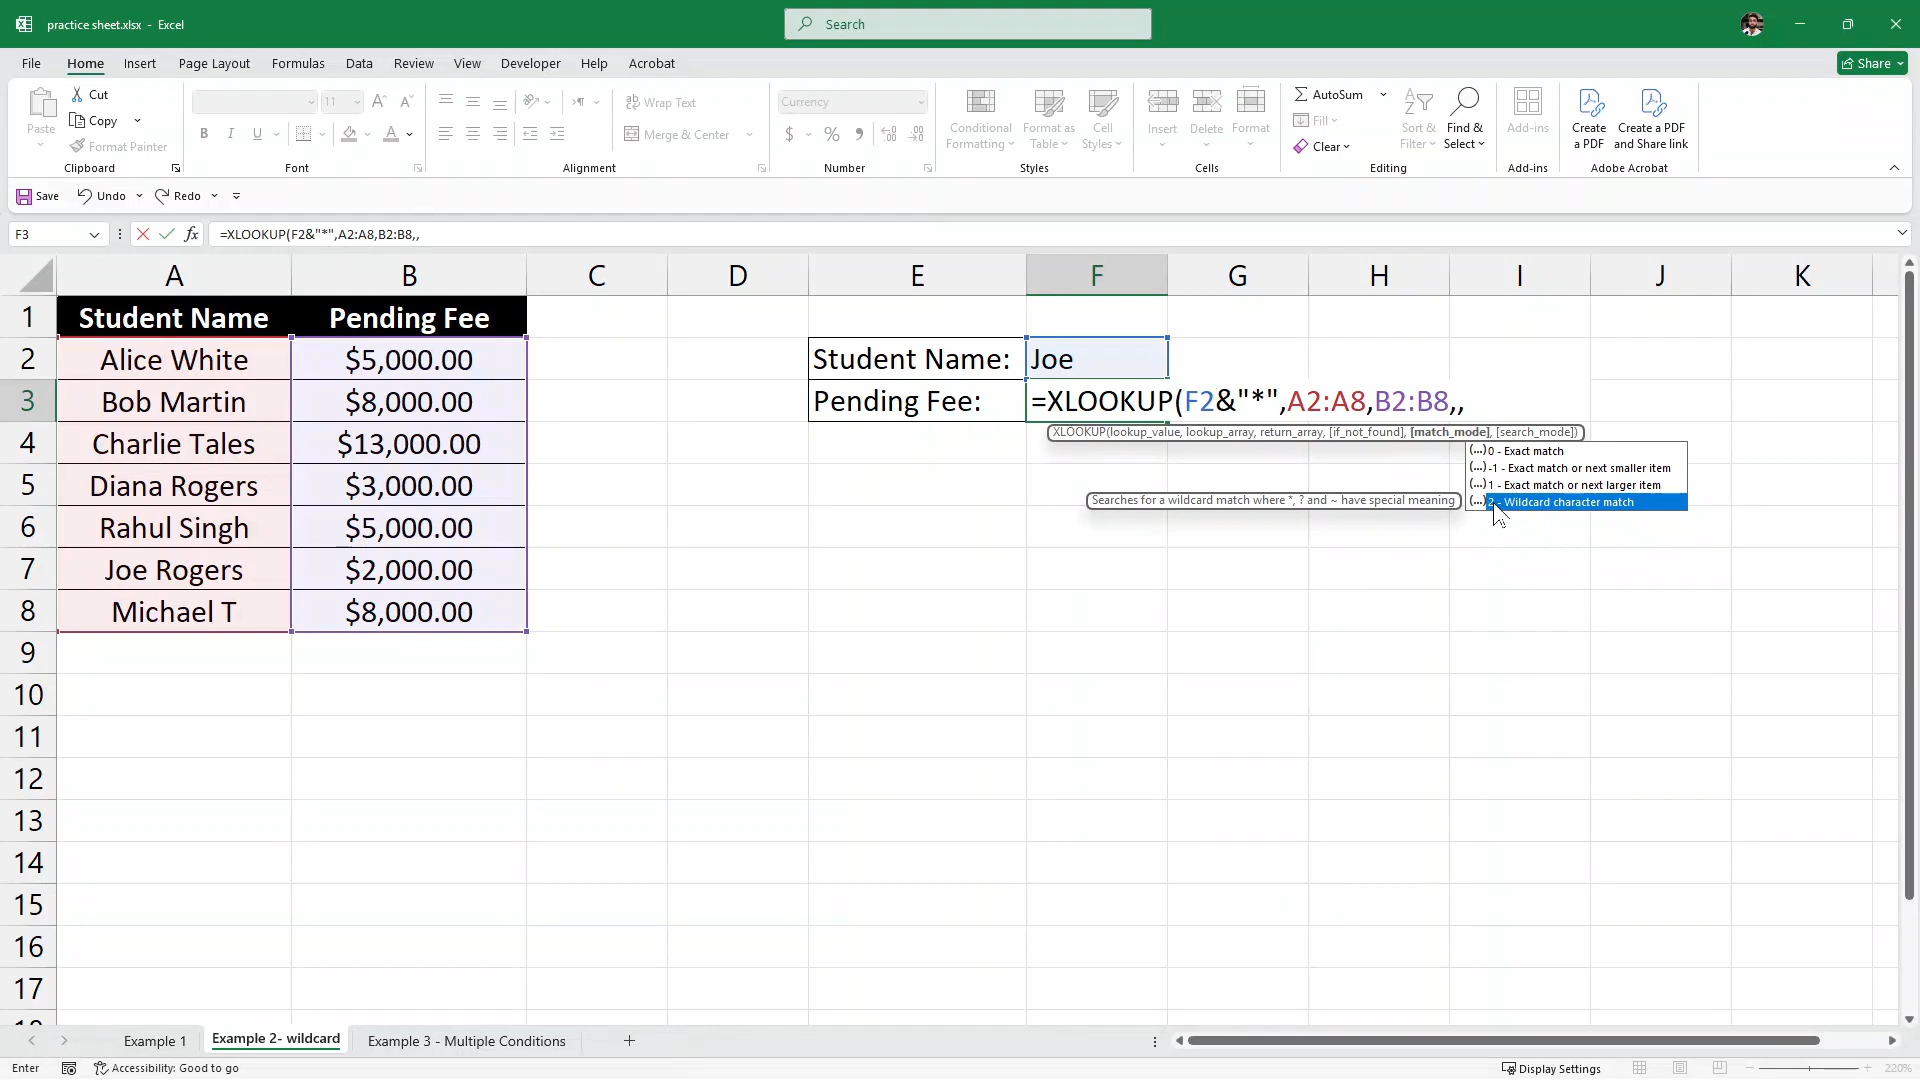 practice sheet.xlsx - Excel
Search
File Home Insert Page Layout Formulas Data Review View Developer Help Acrobat
Share
Paste
Cut
Copy
Format Painter
Clipboard
11
B I U
Font
Wrap Text
Merge & Center
Alignment
Currency
$ %
Number
Conditional Formatting
Format as Table
Cell Styles
Styles
Insert Delete Format
Cells
AutoSum
Fill
Clear
Sort & Filter
Find & Select
Editing
Add-ins
Add-ins
Create a PDF
Create a PDF and Share link
Adobe Acrobat
Save Undo Redo
F3 fx =XLOOKUP(F2&"*",A2:A8,B2:B8,,
A B C D E F G H I J K
1 Student Name Pending Fee
2 Alice White $5,000.00 Student Name: Joe
3 Bob Martin $8,000.00 Pending Fee: =XLOOKUP(F2&"*",A2:A8,B2:B8,,
XLOOKUP(lookup_value, lookup_array, return_array, [if_not_found], [match_mode], [search_mode])
4 Charlie Tales $13,000.00
(...) 0 - Exact match
(...) -1 - Exact match or next smaller item
(...) 1 - Exact match or next larger item
(...) 2 - Wildcard character match
Searches for a wildcard match where *, ? and ~ have special meaning
5 Diana Rogers $3,000.00
6 Rahul Singh $5,000.00
7 Joe Rogers $2,000.00
8 Michael T $8,000.00
9
10
11
12
13
14
15
16
17
Example 1 Example 2- wildcard Example 3 - Multiple Conditions
Enter Accessibility: Good to go Display Settings 220%